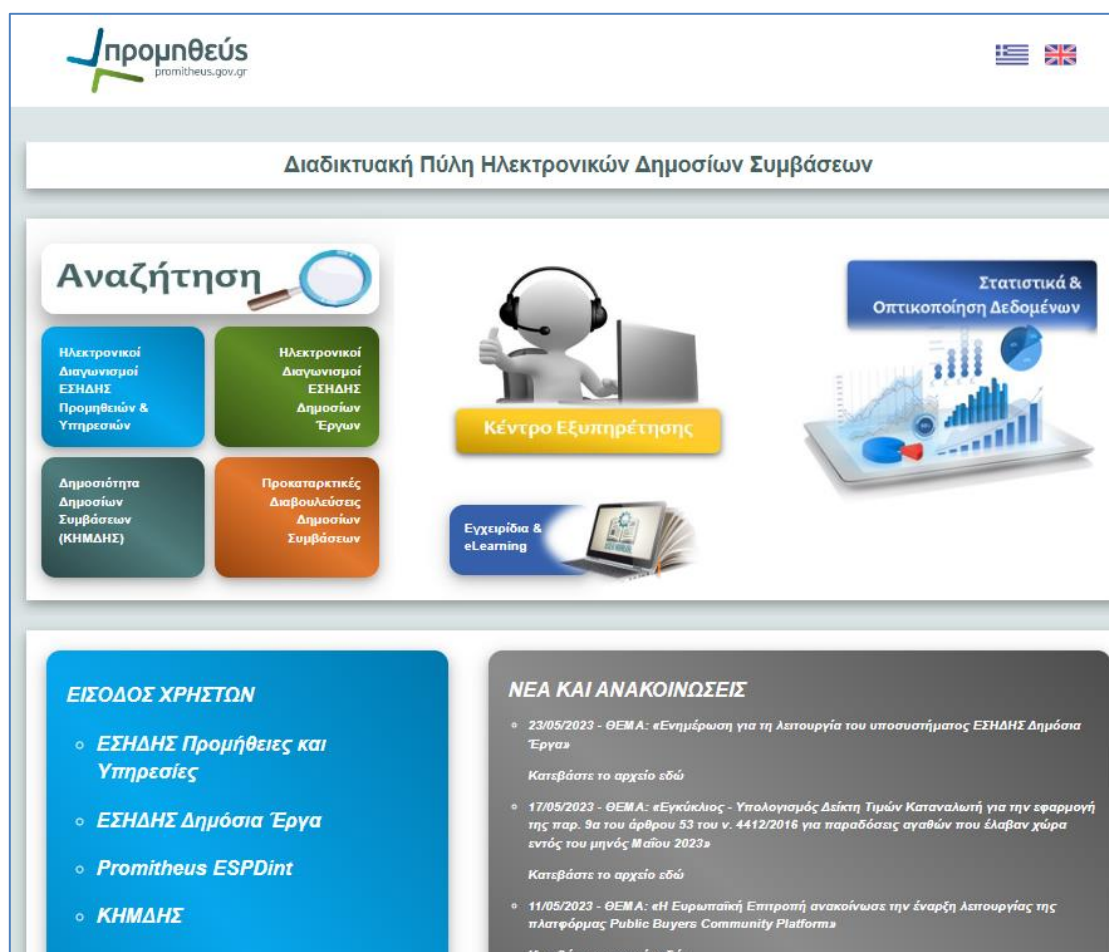 προμηθεύς
promitheus.gov.gr
Διαδικτυακή Πύλη Ηλεκτρονικών Δημοσίων Συμβάσεων
Αναζήτηση
Ηλεκτρονικοί
Διαγωνισμοί
ΕΣΗΔΗΣ
Προμηθειών &
Υπηρεσιών
Ηλεκτρονικοί
Διαγωνισμοί
ΕΣΗΔΗΣ
Δημοσίων
Έργων
Δημοσιότητα
Δημοσίων
Συμβάσεων
(ΚΗΜΔΗΣ)
Προκαταρκτικές
Διαβουλεύσεις
Δημοσίων
Συμβάσεων
Κέντρο Εξυπηρέτησης
Εγχειρίδια &
eLearning
Στατιστικά &
Οπτικοποίηση Δεδομένων
ΕΙΣΟΔΟΣ ΧΡΗΣΤΩΝ
ΕΣΗΔΗΣ Προμήθειες και
Υπηρεσίες
ΕΣΗΔΗΣ Δημόσια Έργα
Promitheus ESPDint
ΚΗΜΔΗΣ
ΝΕΑ ΚΑΙ ΑΝΑΚΟΙΝΩΣΕΙΣ
23/05/2023 - ΘΕΜΑ: «Ενημέρωση για τη λειτουργία του υποσυστήματος ΕΣΗΔΗΣ Δημόσια
Έργα»
Κατεβάστε το αρχείο εδώ
17/05/2023 - ΘΕΜΑ: «Εγκύκλιος - Υπολογισμός Δείκτη Τιμών Καταναλωτή για την εφαρμογή
της παρ. 9α του άρθρου 53 του ν. 4412/2016 για παραδόσεις αγαθών που έλαβαν χώρα
εντός του μηνός Μαΐου 2023»
Κατεβάστε το αρχείο εδώ
11/05/2023 - ΘΕΜΑ: «Η Ευρωπαϊκή Επιτροπή ανακοίνωσε την έναρξη λειτουργίας της
πλατφόρμας Public Buyers Community Platform»